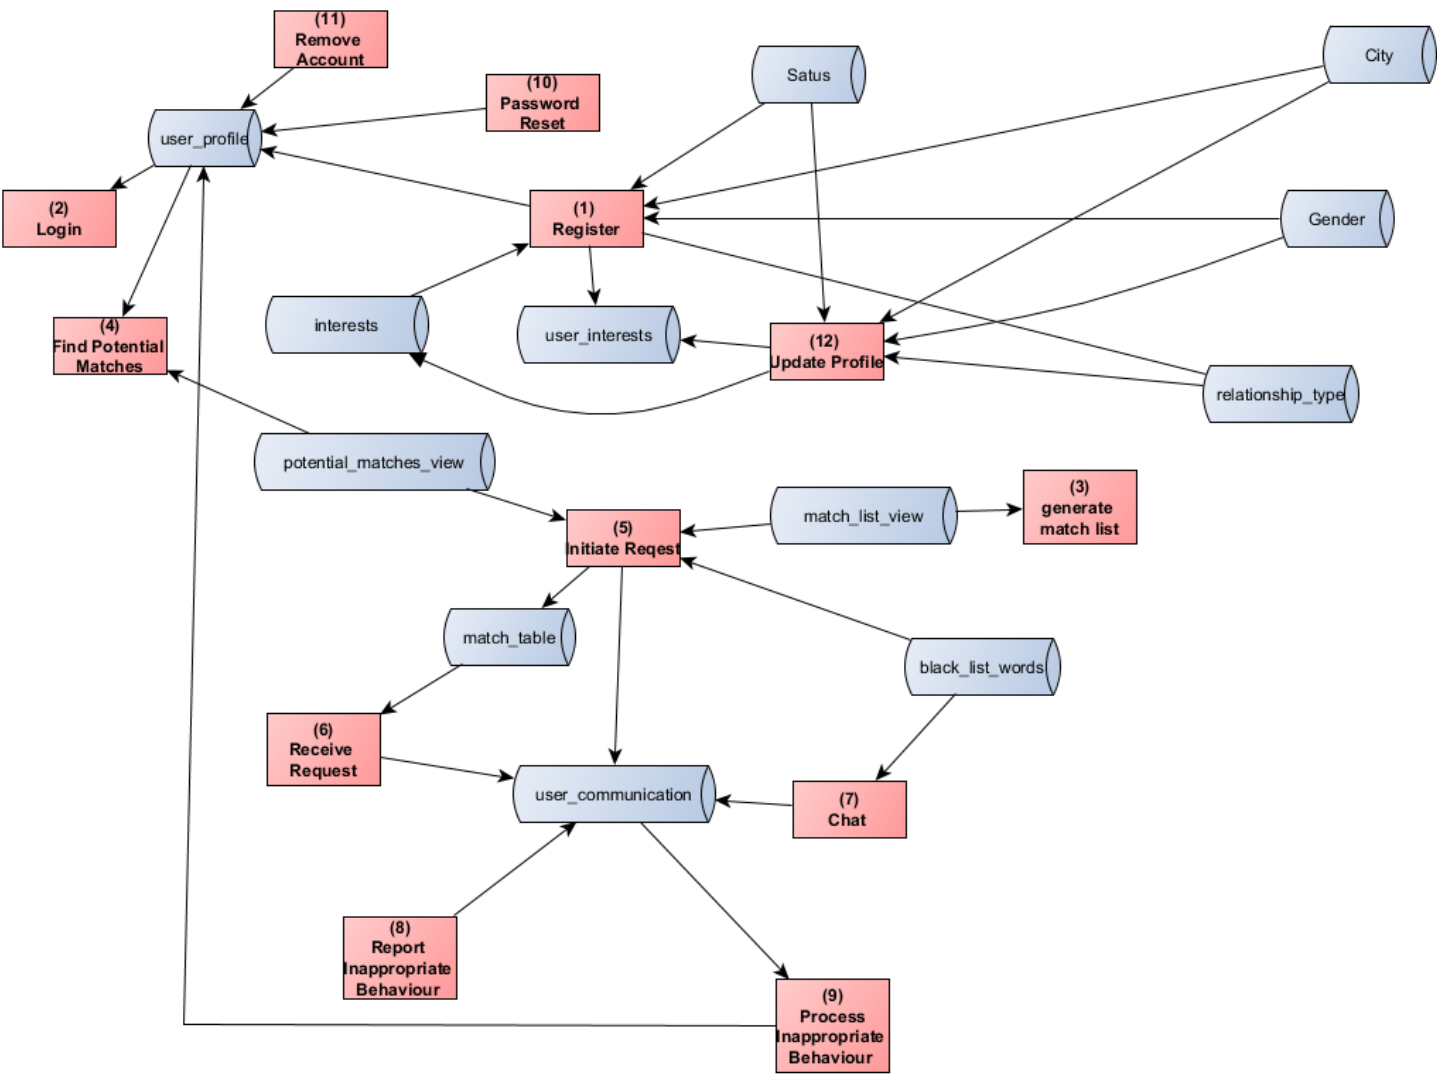 (11)
Remove
Account
Satus
City
(10)
Password
Reset
user_profile
(2)
Login
(1)
Register
Gender
interests
user_interests
(12)
Update Profile
(4)
Find Potential
Matches
relationship_type
potential_matches_view
(3)
generate
match list
match_list_view
(5)
Initiate Reqest
match_table
black_list_words
(6)
Receive
Request
user_communication
(7)
Chat
(8)
Report
Inappropriate
Behaviour
(9)
Process
Inappropriate
Behaviour